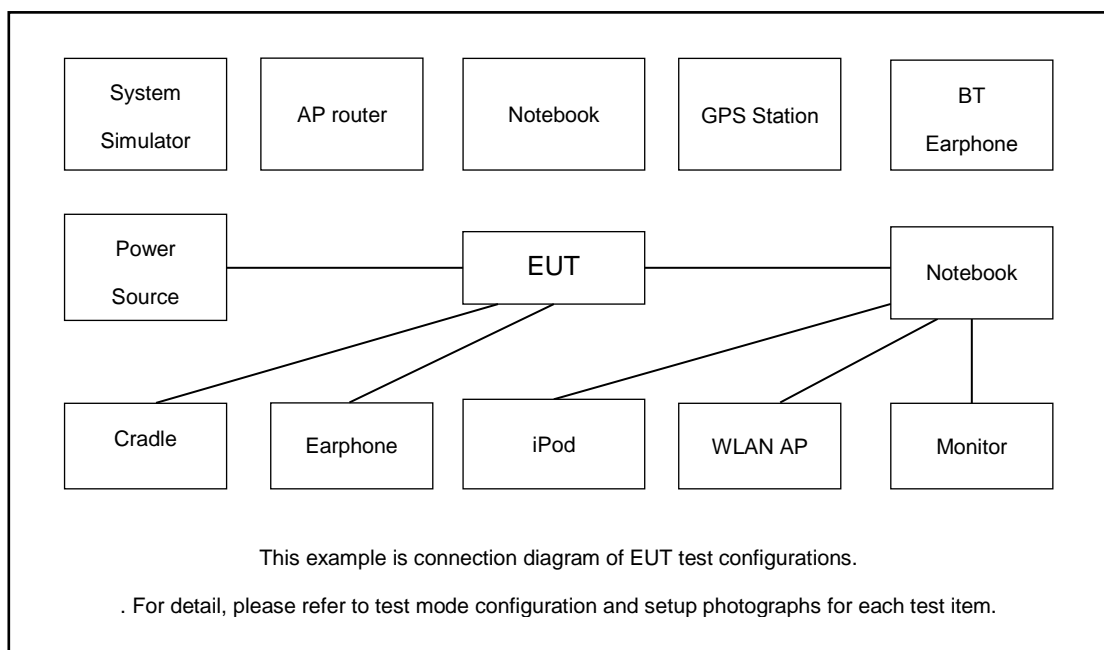 System
Simulator
AP router
Notebook
GPS Station
BT
Earphone
Power
Source
EUT
Notebook
Cradle
Earphone
iPod
WLAN AP
Monitor
This example is connection diagram of EUT test configurations.
. For detail, please refer to test mode configuration and setup photographs for each test item.